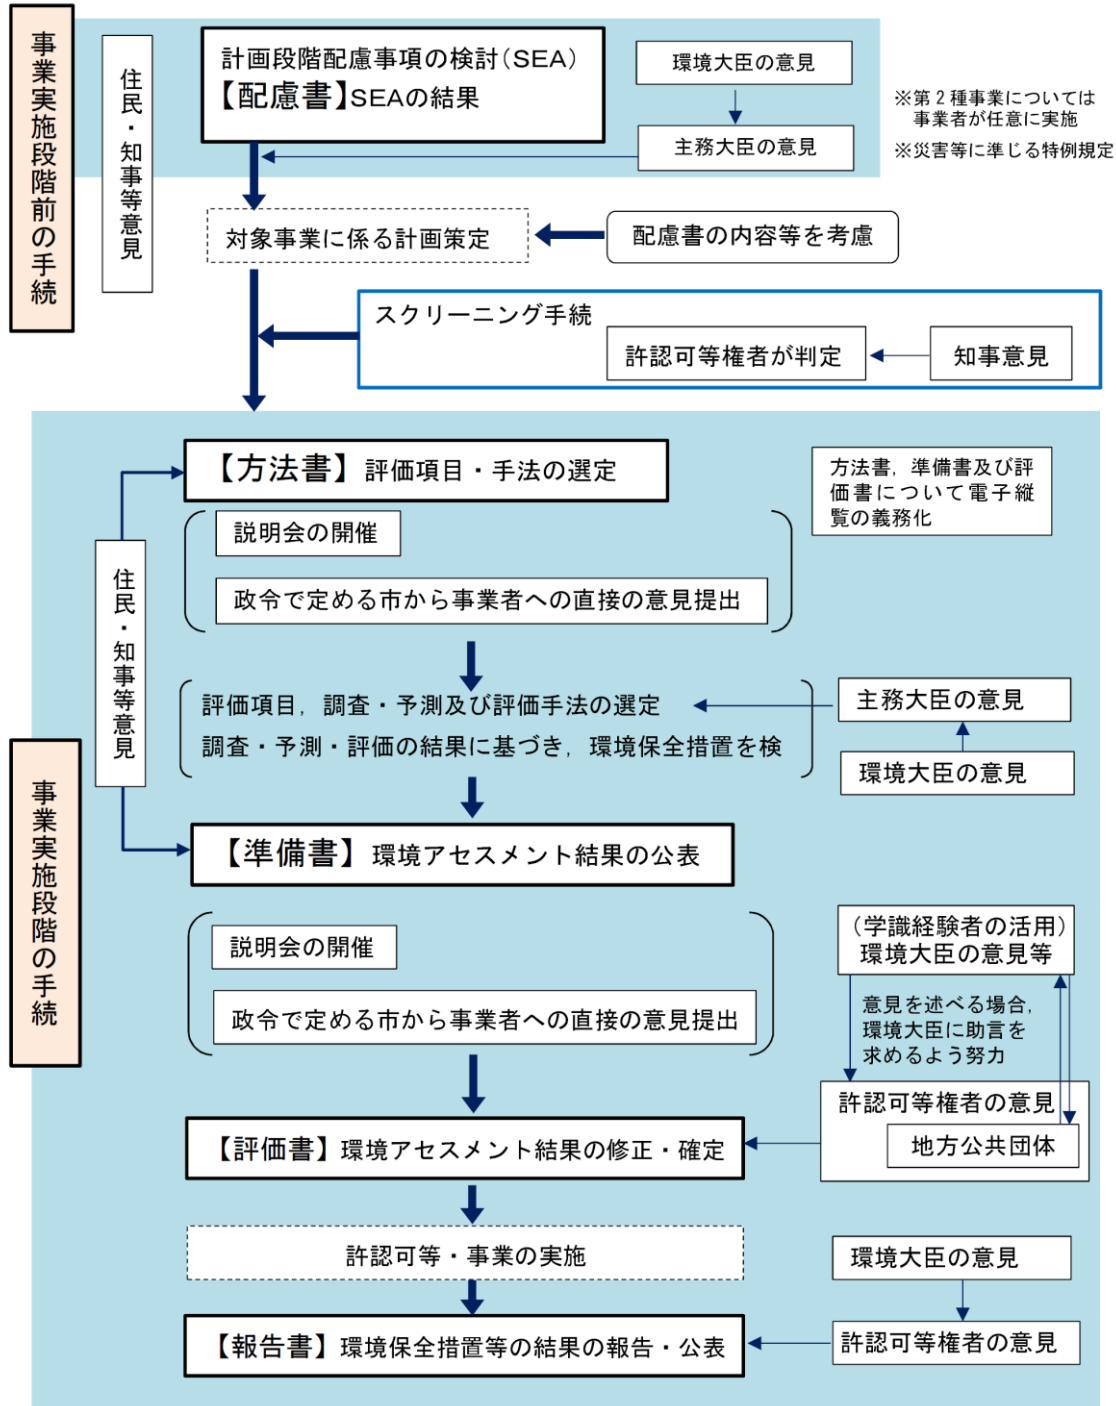 事業実施段階前の手続
住民・知事等意見
計画段階配慮事項の検討(SEA)
【配慮書】SEAの結果
環境大臣の意見
主務大臣の意見
※第2種事業については
事業者が任意に実施
※災害等に準じる特例規定
対象事業に係る計画策定
配慮書の内容等を考慮
スクリーニング手続
許認可等権者が判定
知事意見
事業実施段階の手続
住民・知事等意見
【方法書】評価項目・手法の選定
方法書，準備書及び評
価書について電子縦
覧の義務化
説明会の開催
政令で定める市から事業者への直接の意見提出
評価項目，調査・予測及び評価手法の選定
調査・予測・評価の結果に基づき，環境保全措置を検
主務大臣の意見
環境大臣の意見
【準備書】環境アセスメント結果の公表
説明会の開催
政令で定める市から事業者への直接の意見提出
(学識経験者の活用)
環境大臣の意見等
意見を述べる場合，
環境大臣に助言を
求めるよう努力
許認可等権者の意見
地方公共団体
【評価書】環境アセスメント結果の修正・確定
許認可等・事業の実施
環境大臣の意見
許認可等権者の意見
【報告書】環境保全措置等の結果の報告・公表